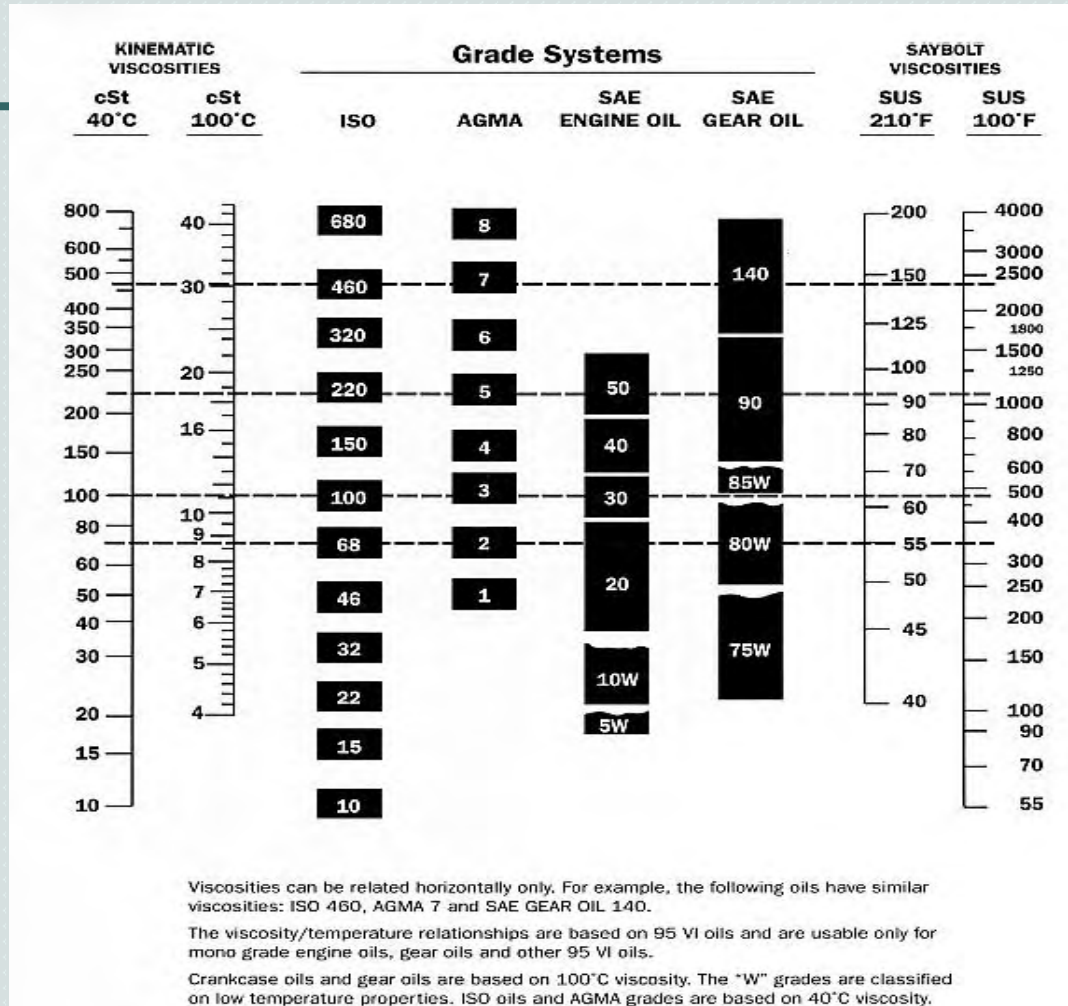 KINEMATIC
VISCOSITIES
Grade Systems
SAYBOLT
VISCOSITIES
cSt
40°C
cSt
100°C
ISO
AGMA
SAE
ENGINE OIL
SAE
GEAR OIL
SUS
210°F
SUS
100°F
800
600
500
400
350
300
250
200
150
100
80
60
50
40
30
20
15
10
40
30
20
16
10
9
8
7
6
5
4
680
460
320
220
150
100
68
46
32
22
15
10
8
7
6
5
4
3
2
1
50
40
30
20
10W
5W
140
90
85W
80W
75W
200
150
125
100
90
80
70
60
55
50
45
40
4000
3000
2500
2000
1800
1500
1250
1000
800
600
500
400
300
250
200
150
100
90
70
55
Viscosities can be related horizontally only. For example, the following oils have similar
viscosities: ISO 460, AGMA 7 and SAE GEAR OIL 140.
The viscosity/temperature relationships are based on 95 VI oils and are usable only for
mono grade engine oils, gear oils and other 95 VI oils.
Crankcase oils and gear oils are based on 100°C viscosity. The "W" grades are classified
on low temperature properties. ISO oils and AGMA grades are based on 40°C viscosity.